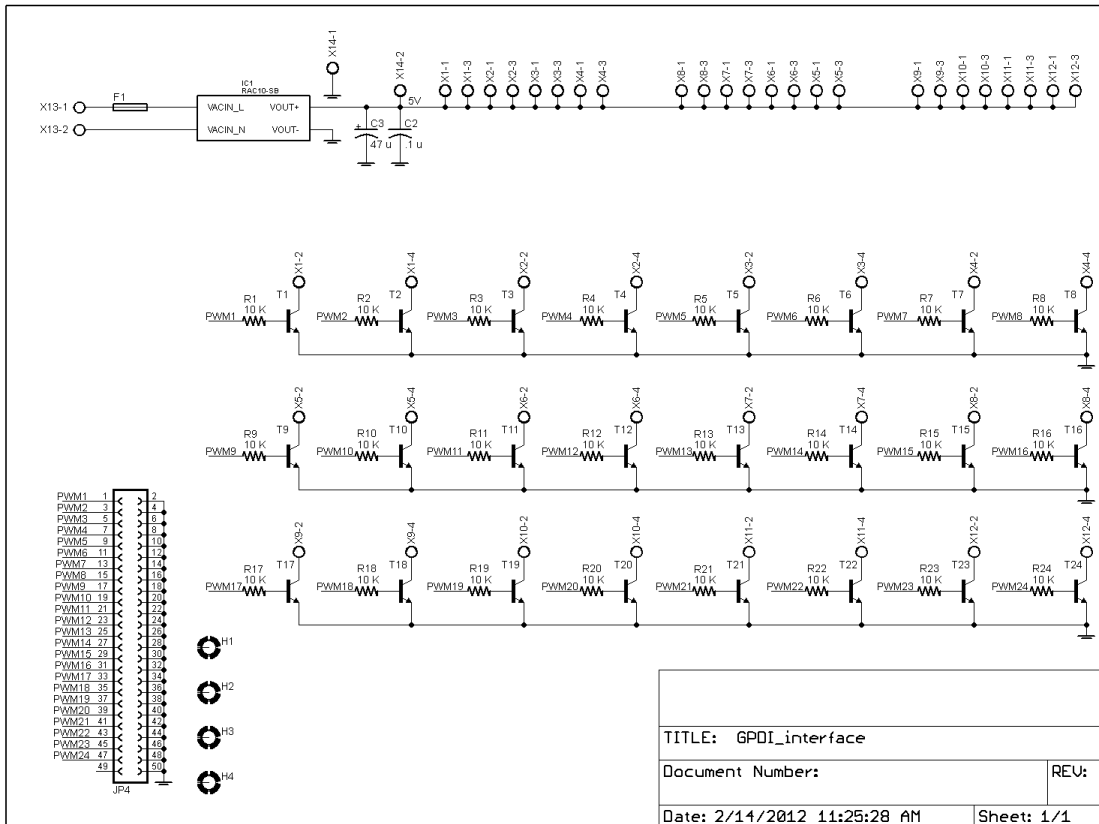 X14-1
X14-2
X1-1 X1-3 X2-1 X2-3 X3-1 X3-3 X4-1 X4-3
X8-1 X8-3 X7-1 X7-3 X6-1 X6-3 X5-1 X5-3
X9-1 X9-3 X10-1 X10-3 X11-1 X11-3 X12-1 X12-3
IC1
RAC10-SB
X13-1 F1 VACIN_L VOUT+ 5V
X13-2 VACIN_N VOUT-
+ C3 C2
47 u .1 u
X1-2 X1-4 X2-2 X2-4 X3-2 X3-4 X4-2 X4-4
R1 T1 R2 T2 R3 T3 R4 T4 R5 T5 R6 T6 R7 T7 R8 T8
10 K 10 K 10 K 10 K 10 K 10 K 10 K 10 K
PWM1 PWM2 PWM3 PWM4 PWM5 PWM6 PWM7 PWM8
X5-2 X5-4 X6-2 X6-4 X7-2 X7-4 X8-2 X8-4
R9 T9 R10 T10 R11 T11 R12 T12 R13 T13 R14 T14 R15 T15 R16 T16
10 K 10 K 10 K 10 K 10 K 10 K 10 K 10 K
PWM9 PWM10 PWM11 PWM12 PWM13 PWM14 PWM15 PWM16
X9-2 X9-4 X10-2 X10-4 X11-2 X11-4 X12-2 X12-4
R17 T17 R18 T18 R19 T19 R20 T20 R21 T21 R22 T22 R23 T23 R24 T24
10 K 10 K 10 K 10 K 10 K 10 K 10 K 10 K
PWM17 PWM18 PWM19 PWM20 PWM21 PWM22 PWM23 PWM24
PWM1 1 2
PWM2 3 4
PWM3 5 6
PWM4 7 8
PWM5 9 10
PWM6 11 12
PWM7 13 14
PWM8 15 16
PWM9 17 18
PWM10 19 20
PWM11 21 22
PWM12 23 24
PWM13 25 26
PWM14 27 28
PWM15 29 30
PWM16 31 32
PWM17 33 34
PWM18 35 36
PWM19 37 38
PWM20 39 40
PWM21 41 42
PWM22 43 44
PWM23 45 46
PWM24 47 48
49 50
JP4
H1
H2
H3
H4
TITLE: GPDI_interface
Document Number: REV:
Date: 2/14/2012 11:25:28 AM Sheet: 1/1